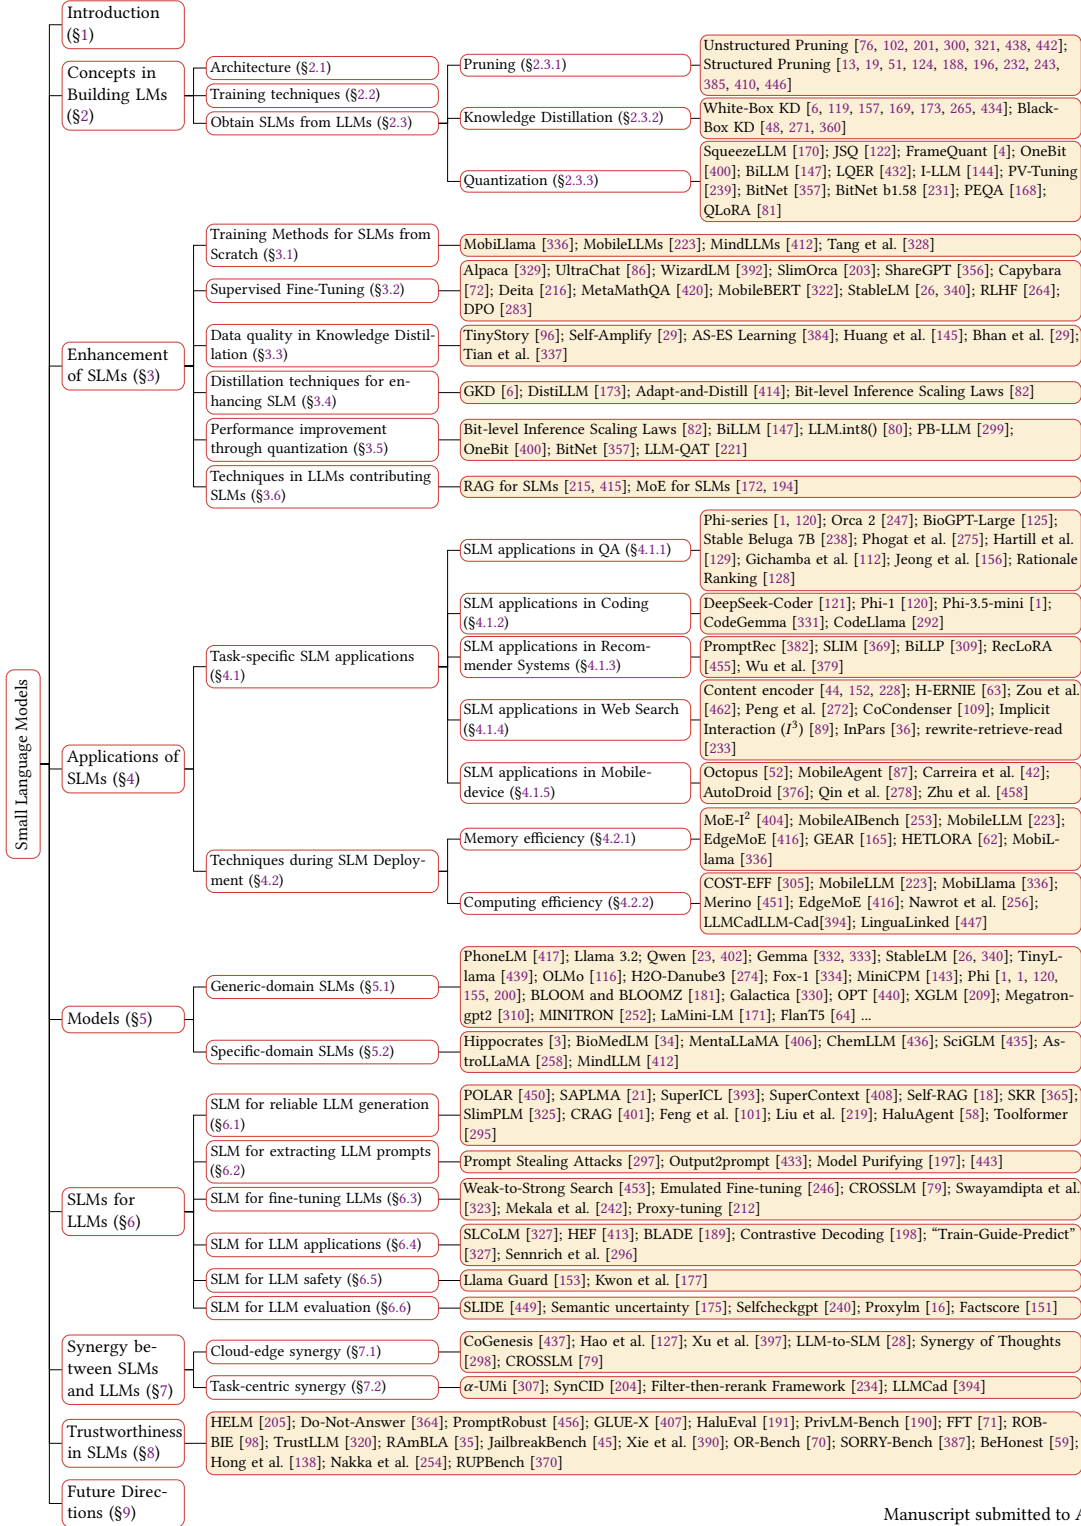 Small Language Models
Introduction
(§1)
Concepts in
Building LMs
(§2)
Architecture (§2.1)
Training techniques (§2.2)
Obtain SLMs from LLMs (§2.3)
Pruning (§2.3.1)
Unstructured Pruning [76, 102, 201, 300, 321, 438, 442];
Structured Pruning [13, 19, 51, 124, 188, 196, 232, 243,
385, 410, 446]
Knowledge Distillation (§2.3.2)
White-Box KD [6, 119, 157, 169, 173, 265, 434]; Black-
Box KD [48, 271, 360]
Quantization (§2.3.3)
SqueezeLLM [170]; JSQ [122]; FrameQuant [4]; OneBit
[400]; BiLLM [147]; LQER [432]; I-LLM [144]; PV-Tuning
[239]; BitNet [357]; BitNet b1.58 [231]; PEQA [168];
QLoRA [81]
Enhancement
of SLMs (§3)
Training Methods for SLMs from
Scratch (§3.1)
MobiLlama [336]; MobileLLMs [223]; MindLLMs [412]; Tang et al. [328]
Supervised Fine-Tuning (§3.2)
Alpaca [329]; UltraChat [86]; WizardLM [392]; SlimOrca [203]; ShareGPT [356]; Capybara
[72]; Deita [216]; MetaMathQA [420]; MobileBERT [322]; StableLM [26, 340]; RLHF [264];
DPO [283]
Data quality in Knowledge Distil-
lation (§3.3)
TinyStory [96]; Self-Amplify [29]; AS-ES Learning [384]; Huang et al. [145]; Bhan et al. [29];
Tian et al. [337]
Distillation techniques for en-
hancing SLM (§3.4)
GKD [6]; DistiLLM [173]; Adapt-and-Distill [414]; Bit-level Inference Scaling Laws [82]
Performance improvement
through quantization (§3.5)
Bit-level Inference Scaling Laws [82]; BiLLM [147]; LLM.int8() [80]; PB-LLM [299];
OneBit [400]; BitNet [357]; LLM-QAT [221]
Techniques in LLMs contributing
SLMs (§3.6)
RAG for SLMs [215, 415]; MoE for SLMs [172, 194]
Applications of
SLMs (§4)
Task-specific SLM applications
(§4.1)
SLM applications in QA (§4.1.1)
Phi-series [1, 120]; Orca 2 [247]; BioGPT-Large [125];
Stable Beluga 7B [238]; Phogat et al. [275]; Hartill et al.
[129]; Gichamba et al. [112]; Jeong et al. [156]; Rationale
Ranking [128]
SLM applications in Coding
(§4.1.2)
DeepSeek-Coder [121]; Phi-1 [120]; Phi-3.5-mini [1];
CodeGemma [331]; CodeLlama [292]
SLM applications in Recom-
mender Systems (§4.1.3)
PromptRec [382]; SLIM [369]; BiLLP [309]; RecLoRA
[455]; Wu et al. [379]
SLM applications in Web Search
(§4.1.4)
Content encoder [44, 152, 228]; H-ERNIE [63]; Zou et al.
[462]; Peng et al. [272]; CoCondenser [109]; Implicit
Interaction (I³) [89]; InPars [36]; rewrite-retrieve-read
[233]
SLM applications in Mobile-
device (§4.1.5)
Octopus [52]; MobileAgent [87]; Carreira et al. [42];
AutoDroid [376]; Qin et al. [278]; Zhu et al. [458]
Techniques during SLM Deploy-
ment (§4.2)
Memory efficiency (§4.2.1)
MoE-I² [404]; MobileAIBench [253]; MobileLLM [223];
EdgeMoE [416]; GEAR [165]; HETLORA [62]; MobiL-
lama [336]
Computing efficiency (§4.2.2)
COST-EFF [305]; MobileLLM [223]; MobiLlama [336];
Merino [451]; EdgeMoE [416]; Nawrot et al. [256];
LLMCadLLM-Cad[394]; LinguaLinked [447]
Models (§5)
Generic-domain SLMs (§5.1)
PhoneLM [417]; Llama 3.2; Qwen [23, 402]; Gemma [332, 333]; StableLM [26, 340]; TinyL-
lama [439]; OLMo [116]; H2O-Danube3 [274]; Fox-1 [334]; MiniCPM [143]; Phi [1, 1, 120,
155, 200]; BLOOM and BLOOMZ [181]; Galactica [330]; OPT [440]; XGLM [209]; Megatron-
gpt2 [310]; MINITRON [252]; LaMini-LM [171]; FlanT5 [64] ...
Specific-domain SLMs (§5.2)
Hippocrates [3]; BioMedLM [34]; MentaLLaMA [406]; ChemLLM [436]; SciGLM [435]; As-
troLLaMA [258]; MindLLM [412]
SLMs for
LLMs (§6)
SLM for reliable LLM generation
(§6.1)
POLAR [450]; SAPLMA [21]; SuperICL [393]; SuperContext [408]; Self-RAG [18]; SKR [365];
SlimPLM [325]; CRAG [401]; Feng et al. [101]; Liu et al. [219]; HaluAgent [58]; Toolformer
[295]
SLM for extracting LLM prompts
(§6.2)
Prompt Stealing Attacks [297]; Output2prompt [433]; Model Purifying [197]; [443]
SLM for fine-tuning LLMs (§6.3)
Weak-to-Strong Search [453]; Emulated Fine-tuning [246]; CROSSLM [79]; Swayamdipta et al.
[323]; Mekala et al. [242]; Proxy-tuning [212]
SLM for LLM applications (§6.4)
SLCoLM [327]; HEF [413]; BLADE [189]; Contrastive Decoding [198]; “Train-Guide-Predict”
[327]; Sennrich et al. [296]
SLM for LLM safety (§6.5)
Llama Guard [153]; Kwon et al. [177]
SLM for LLM evaluation (§6.6)
SLIDE [449]; Semantic uncertainty [175]; Selfcheckgpt [240]; Proxylm [16]; Factscore [151]
Synergy be-
tween SLMs
and LLMs (§7)
Cloud-edge synergy (§7.1)
CoGenesis [437]; Hao et al. [127]; Xu et al. [397]; LLM-to-SLM [28]; Synergy of Thoughts
[298]; CROSSLM [79]
Task-centric synergy (§7.2)
α-UMi [307]; SynCID [204]; Filter-then-rerank Framework [234]; LLMCad [394]
Trustworthiness
in SLMs (§8)
HELM [205]; Do-Not-Answer [364]; PromptRobust [456]; GLUE-X [407]; HaluEval [191]; PrivLM-Bench [190]; FFT [71]; ROB-
BIE [98]; TrustLLM [320]; RAmBLA [35]; JailbreakBench [45]; Xie et al. [390]; OR-Bench [70]; SORRY-Bench [387]; BeHonest [59];
Hong et al. [138]; Nakka et al. [254]; RUPBench [370]
Future Direc-
tions (§9)
Manuscript submitted to A